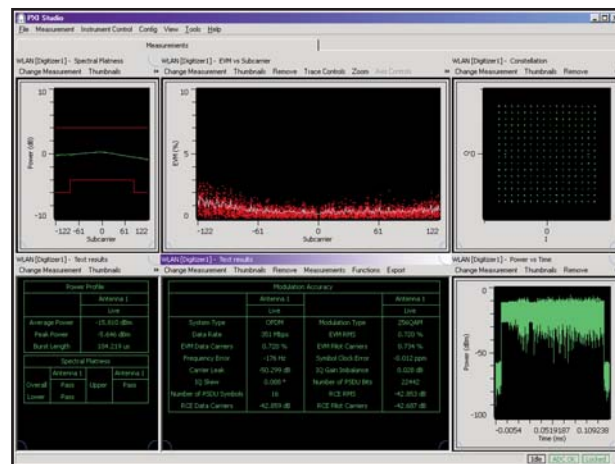 PXI Studio
File Measurement Instrument Control Config View Tools Help
Measurements
WLAN [Digitizer1] - Spectral Flatness
Change Measurement Thumbnails
10
0
-10
Power (dB)
-122 -61 0 61 122
Subcarrier
WLAN [Digitizer1] - EVM vs Subcarrier
Change Measurement Thumbnails Remove Trace Controls Zoom Axis Controls
10
5
0
EVM (%)
-122 -61 0 61 122
Subcarrier
WLAN [Digitizer1] - Constellation
Change Measurement Thumbnails Remove
Q
0
0
I
WLAN [Digitizer1] - Test results
Change Measurement Thumbnails
Power Profile
Antenna 1
Live
Average Power -15.810 dBm
Peak Power -5.646 dBm
Burst Length 104.219 us
Spectral Flatness
Antenna 1 Antenna 1
Overall Pass Upper Pass
Lower Pass
WLAN [Digitizer1] - Test results
Change Measurement Thumbnails Remove Measurements Functions Export
Modulation Accuracy
Antenna 1 Antenna 1
Live Live
System Type OFDM Modulation Type 256QAM
Data Rate 351 Mbps EVM RMS 0.720 %
EVM Data Carriers 0.720 % EVM Pilot Carriers 0.734 %
Frequency Error -176 Hz Symbol Clock Error -0.012 ppm
Carrier Leak -50.299 dB IQ Gain Imbalance 0.028 dB
IQ Skew 0.088 ° Number of PSDU Bits 22442
Number of PSDU Symbols 16 RCE RMS -42.853 dB
RCE Data Carriers -42.859 dB RCE Pilot Carriers -42.687 dB
WLAN [Digitizer1] - Power vs Time
Change Measurement Thumbnails Remove
0
-50
-100
Power (dBm)
-0.0054 0.0519187 0.109238
Time (ms)
Idle ADC OK Locked